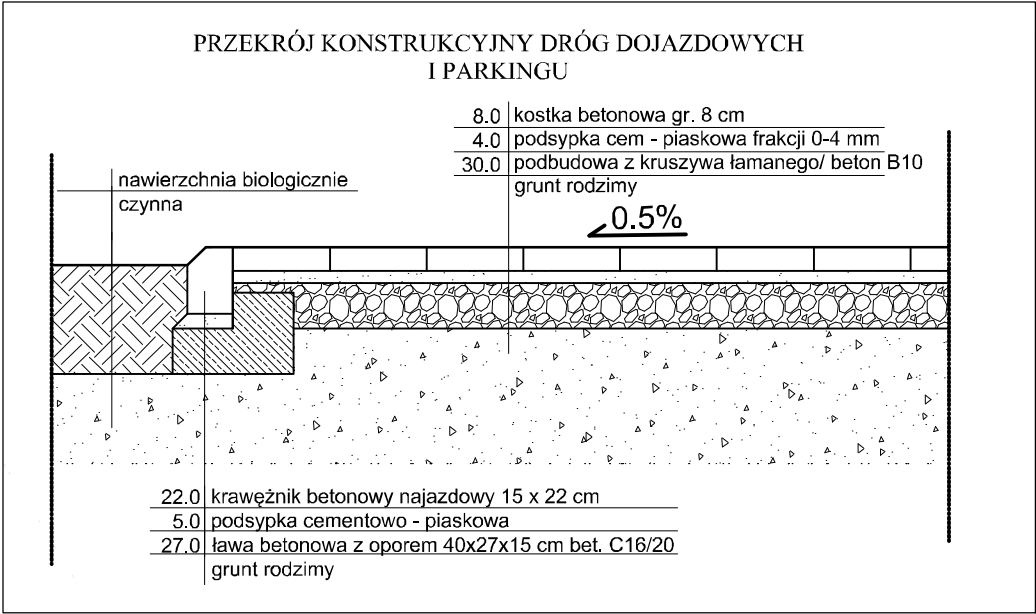 PRZEKRÓJ KONSTRUKCYJNY DRÓG DOJAZDOWYCH
I PARKINGU
8.0 kostka betonowa gr. 8 cm
4.0 podsypka cem - piaskowa frakcji 0-4 mm
30.0 podbudowa z kruszywa łamanego/ beton B10
grunt rodzimy
nawierzchnia biologicznie
czynna
0.5%
22.0 krawężnik betonowy najazdowy 15 x 22 cm
5.0 podsypka cementowo - piaskowa
27.0 ława betonowa z oporem 40x27x15 cm bet. C16/20
grunt rodzimy